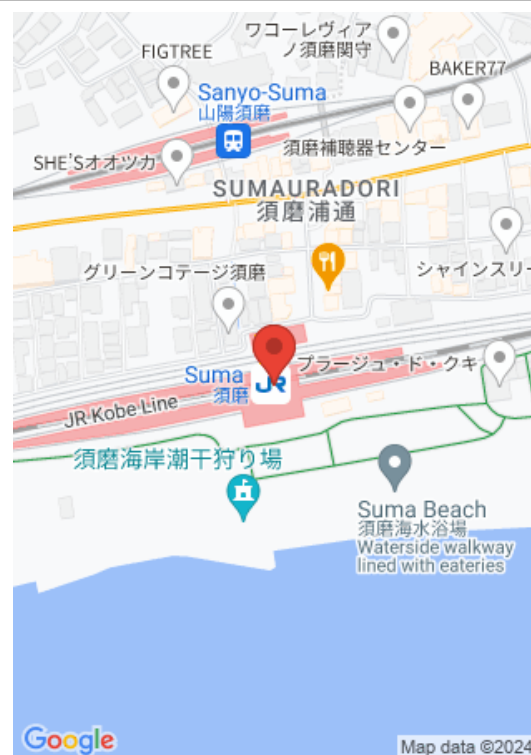 ワコーレヴィア
ノ須磨関守
FIGTREE
BAKER77
Sanyo-Suma
山陽須磨
須磨補聴器センター
SHE'Sオオツカ
SUMAURADORI
須磨浦通
グリーンコテージ須磨
シャインスリー
プラージュ・ド・クキ
Suma
須磨
JR
JR Kobe Line
須磨海岸潮干狩り場
Suma Beach
須磨海水浴場
Waterside walkway
lined with eateries
Google
Map data ©2024